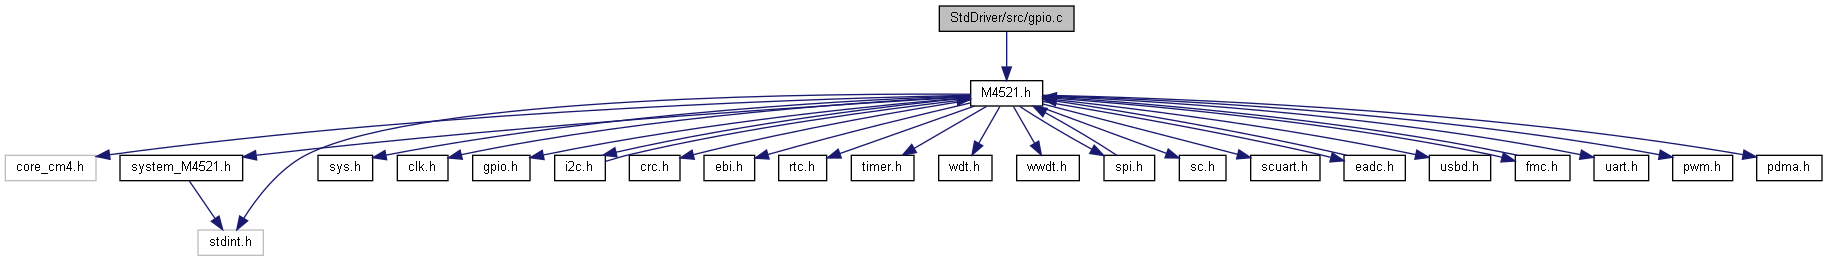 StdDriver/src/gpio.c
M4521.h
core_cm4.h
system_M4521.h
sys.h
clk.h
gpio.h
i2c.h
crc.h
ebi.h
rtc.h
timer.h
wdt.h
wwdt.h
spi.h
sc.h
scuart.h
eadc.h
usbd.h
fmc.h
uart.h
pwm.h
pdma.h
stdint.h